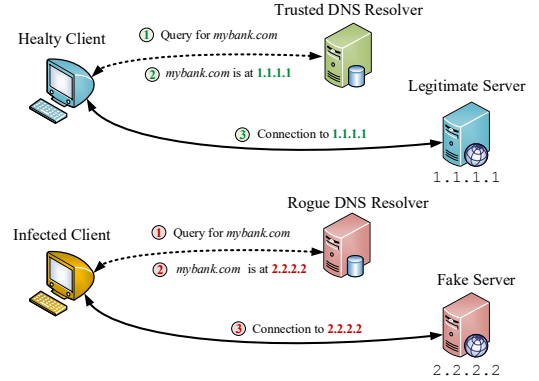 Trusted DNS Resolver
Healty Client
1 Query for mybank.com
2 mybank.com is at 1.1.1.1
Legitimate Server
3 Connection to 1.1.1.1
1.1.1.1
Rogue DNS Resolver
Infected Client
1 Query for mybank.com
2 mybank.com is at 2.2.2.2
Fake Server
3 Connection to 2.2.2.2
2.2.2.2